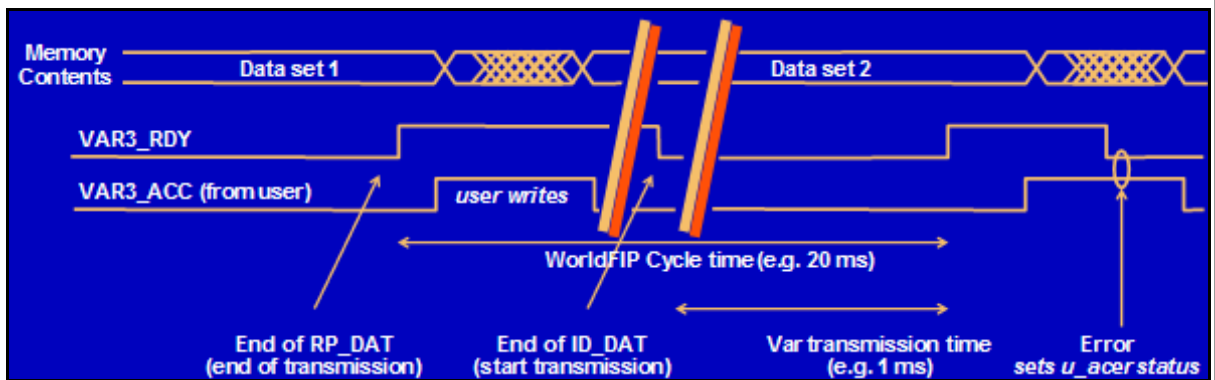 Memory
Contents
Data set 1
Data set 2
VAR3_RDY
VAR3_ACC (from user)
user writes
WorldFIP Cycle time (e.g. 20 ms)
End of RP_DAT
(end of transmission)
End of ID_DAT
(start transmission)
Var transmission time
(e.g. 1 ms)
Error
sets u_acer status